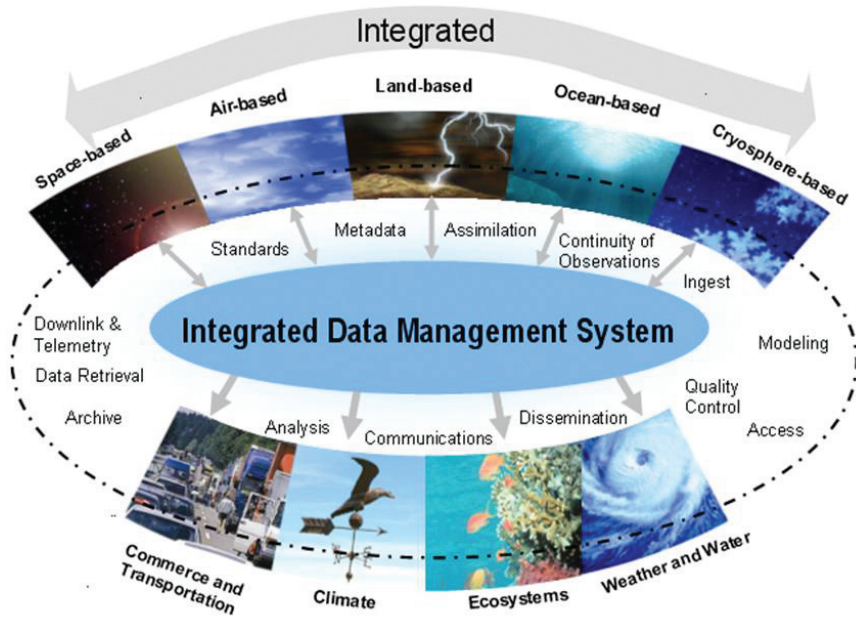 Integrated
Space-based
Air-based
Land-based
Ocean-based
Cryosphere-based
Standards
Metadata
Assimilation
Continuity of
Observations
Ingest
Integrated Data Management System
Downlink &
Telemetry
Data Retrieval
Archive
Modeling
Quality
Control
Access
Analysis
Communications
Dissemination
Commerce and
Transportation
Climate
Ecosystems
Weather and Water